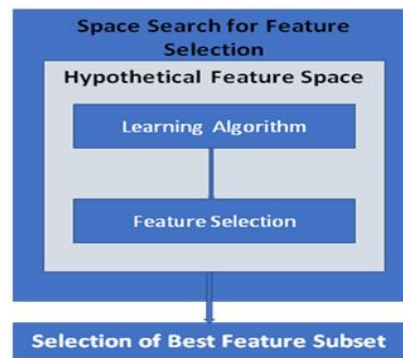 Space Search for Feature
Selection
Hypothetical Feature Space
Learning Algorithm
Feature Selection
Selection of Best Feature Subset